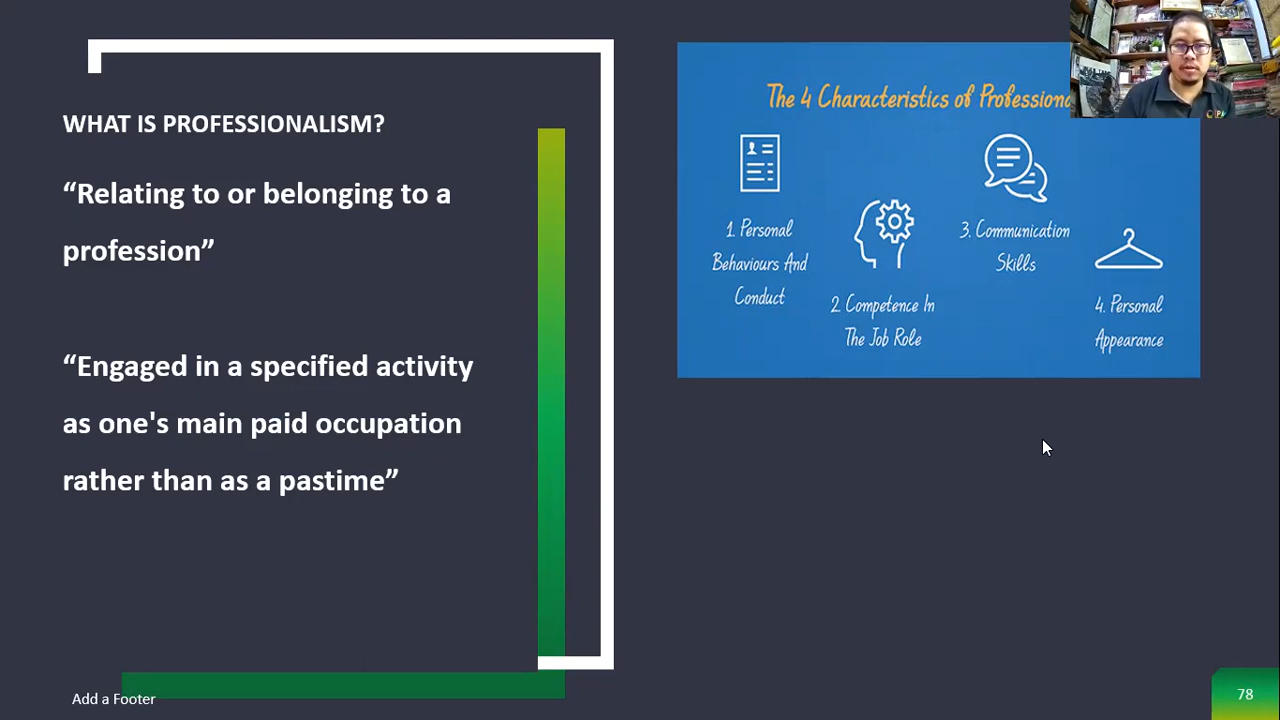 WHAT IS PROFESSIONALISM?
“Relating to or belonging to a
profession”
“Engaged in a specified activity
as one's main paid occupation
rather than as a pastime”
The 4 Characteristics of
1. Personal
Behaviours And
Conduct
2. Competence In
The Job Role
3. Communication
Skills
4. Personal
Appearance
Add a Footer
78